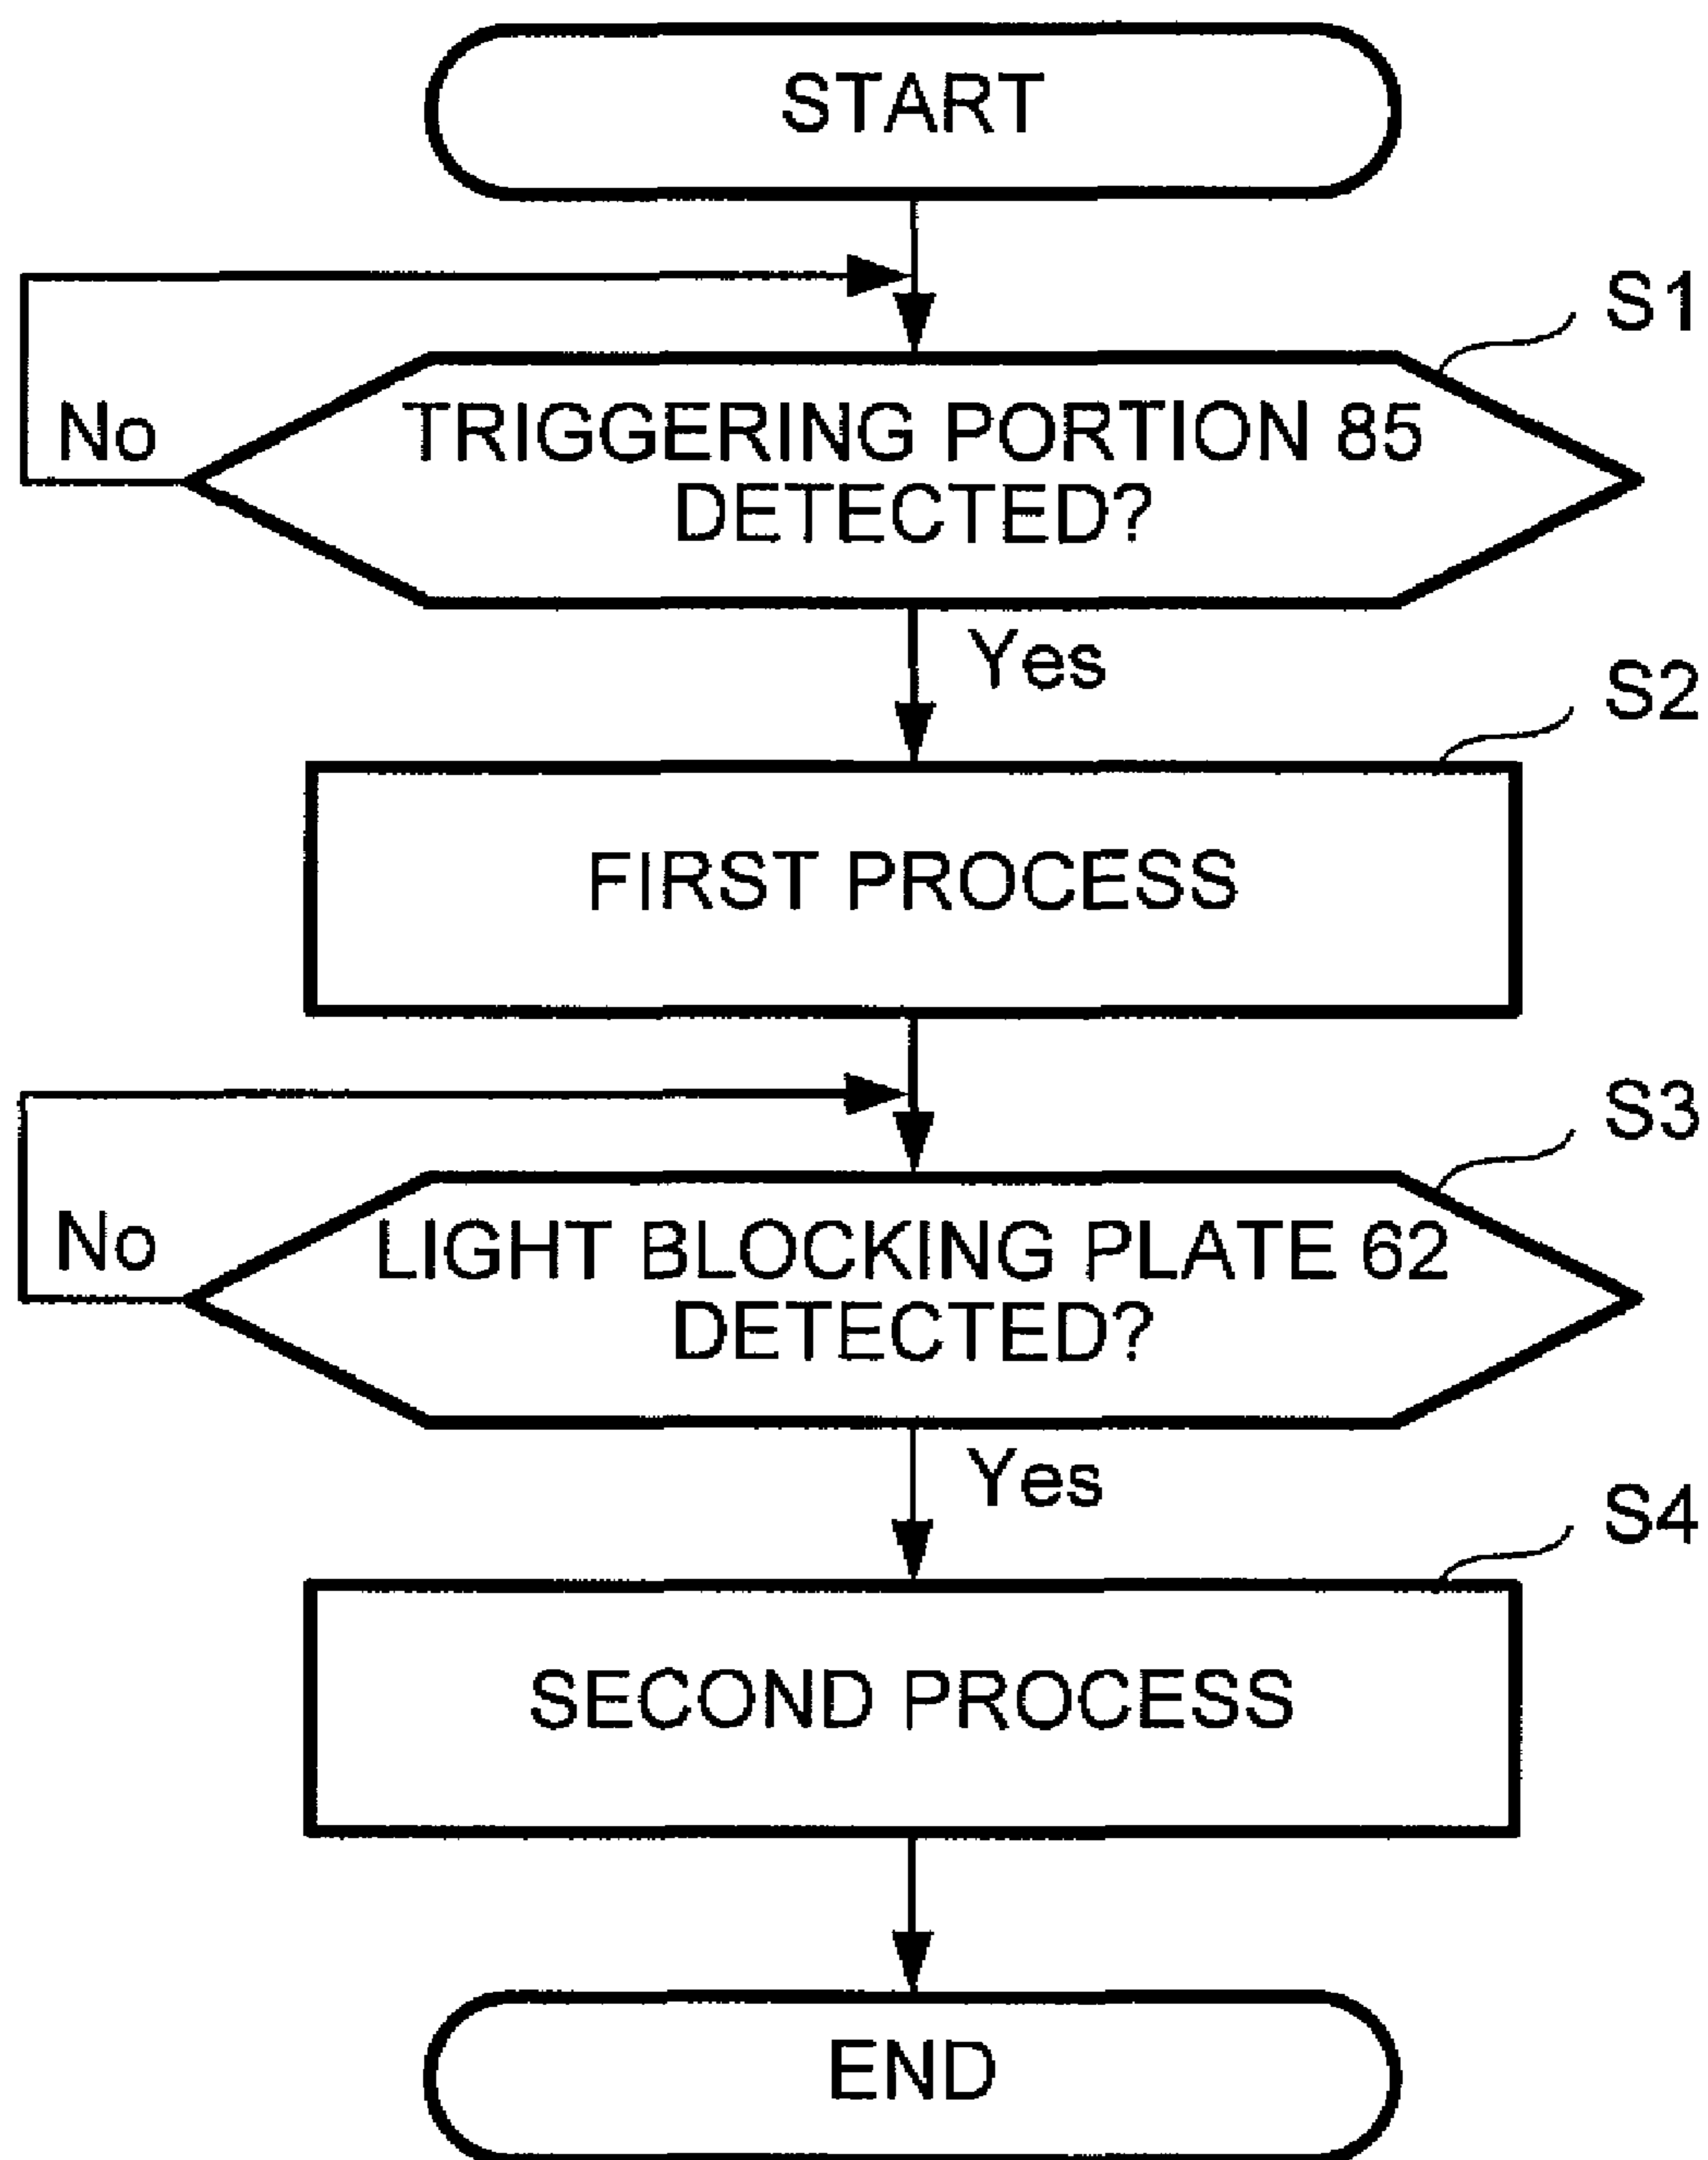 START
S1
No
TRIGGERING PORTION 85
DETECTED?
Yes
S2
FIRST PROCESS
S3
No
LIGHT BLOCKING PLATE 62
DETECTED?
Yes
S4
SECOND PROCESS
END